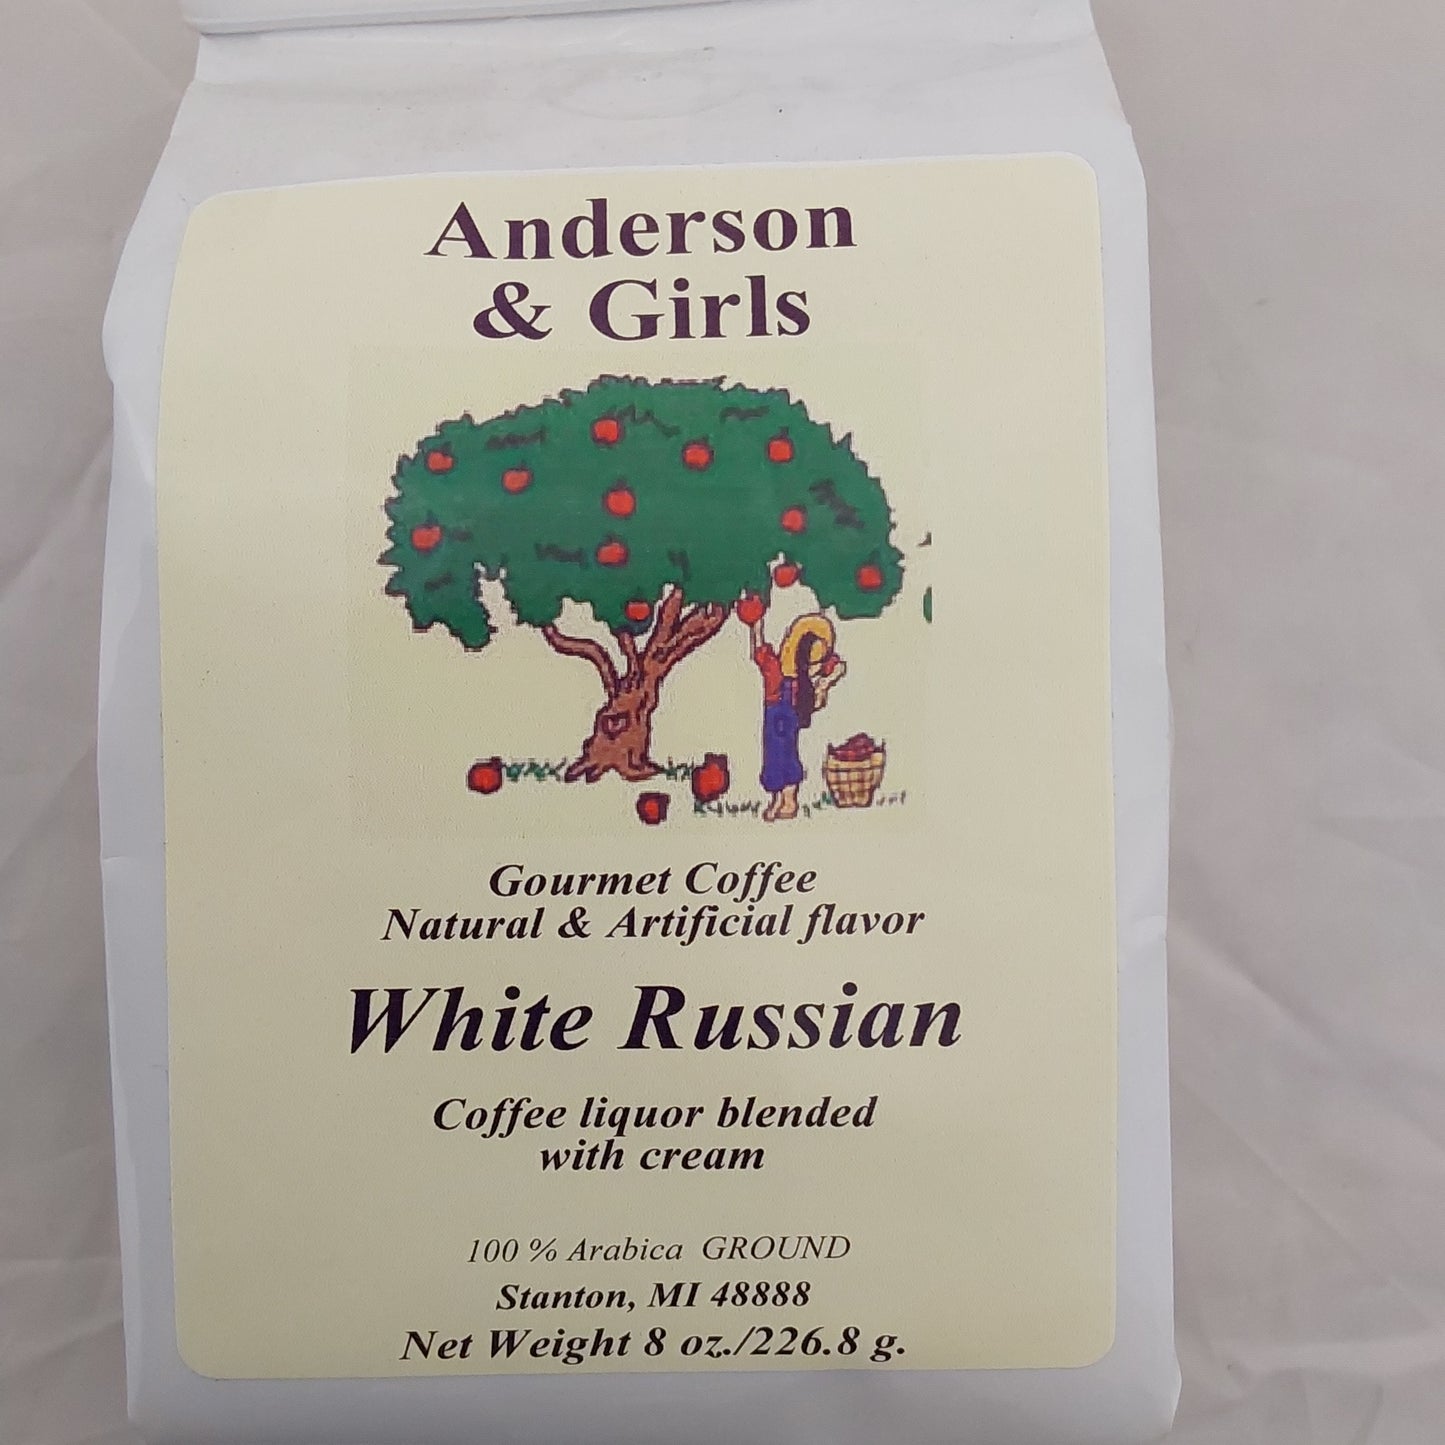 Anderson
& Girls
Gourmet Coffee
Natural & Artificial flavor
White Russian
Coffee liquor blended
with cream
100 % Arabica GROUND
Stanton, MI 48888
Net Weight 8 oz./226.8 g.